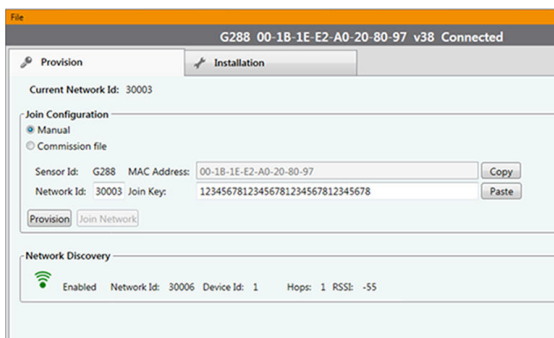 File
G288 00-1B-1E-E2-A0-20-80-97 v38 Connected
Provision Installation
Current Network Id: 30003
Join Configuration
Manual
Commission file
Sensor Id: G288 MAC Address: 00-1B-1E-E2-A0-20-80-97 Copy
Network Id: 30003 Join Key: 12345678123456781234567812345678 Paste
Provision Join Network
Network Discovery
Enabled Network Id: 30006 Device Id: 1 Hops: 1 RSSI: -55